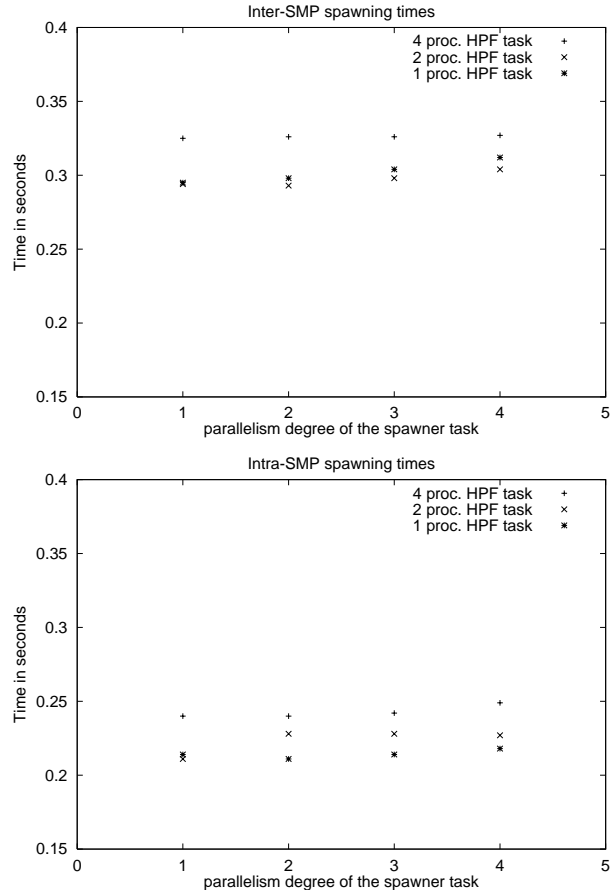 Inter-SMP spawning times
4 proc. HPF task
2 proc. HPF task
1 proc. HPF task
0.4
0.35
0.3
0.25
0.2
0.15
Time in seconds
0 1 2 3 4 5
parallelism degree of the spawner task
Intra-SMP spawning times
4 proc. HPF task
2 proc. HPF task
1 proc. HPF task
0.4
0.35
0.3
0.25
0.2
0.15
Time in seconds
0 1 2 3 4 5
parallelism degree of the spawner task